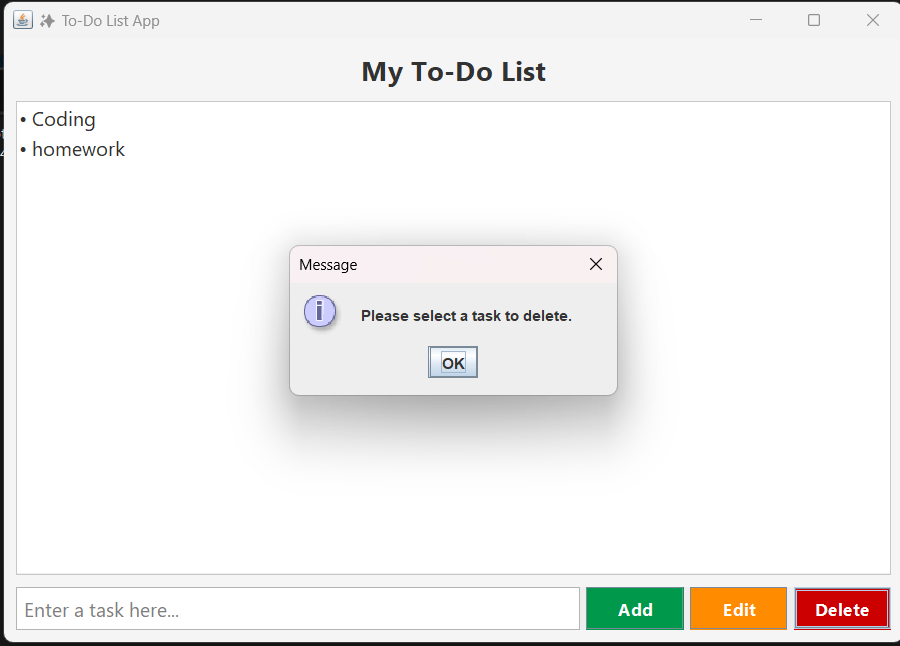 To-Do List App
My To-Do List
• Coding
• homework
Message
Please select a task to delete.
OK
Enter a task here...
Add
Edit
Delete